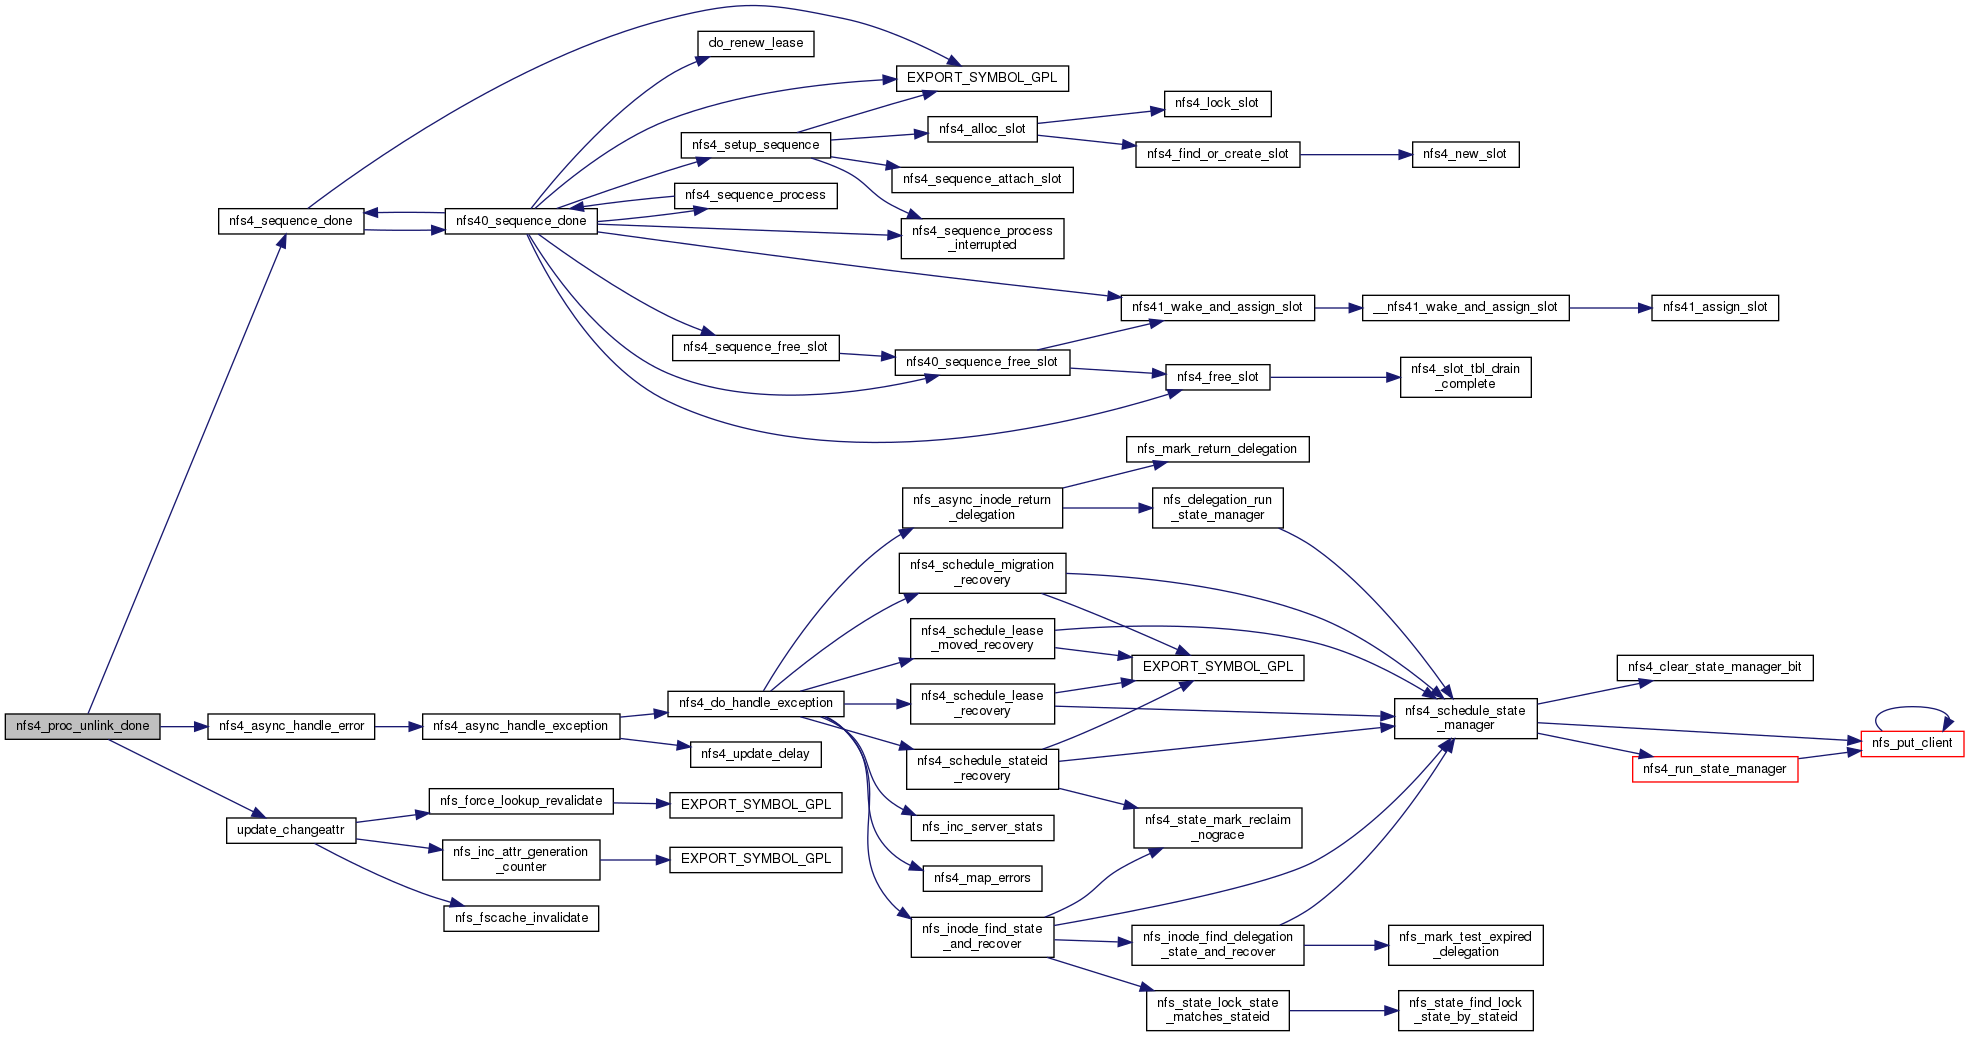 do_renew_lease
EXPORT_SYMBOL_GPL
nfs4_lock_slot
nfs4_alloc_slot
nfs4_setup_sequence
nfs4_find_or_create_slot
nfs4_new_slot
nfs4_sequence_attach_slot
nfs4_sequence_process
nfs4_sequence_done
nfs40_sequence_done
nfs4_sequence_process
_interrupted
nfs41_wake_and_assign_slot
__nfs41_wake_and_assign_slot
nfs41_assign_slot
nfs4_sequence_free_slot
nfs40_sequence_free_slot
nfs4_free_slot
nfs4_slot_tbl_drain
_complete
nfs_mark_return_delegation
nfs_async_inode_return
_delegation
nfs_delegation_run
_state_manager
nfs4_schedule_migration
_recovery
nfs4_schedule_lease
_moved_recovery
EXPORT_SYMBOL_GPL
nfs4_clear_state_manager_bit
nfs4_do_handle_exception
nfs4_schedule_lease
_recovery
nfs4_schedule_state
_manager
nfs4_proc_unlink_done
nfs4_async_handle_error
nfs4_async_handle_exception
nfs_put_client
nfs4_update_delay
nfs4_schedule_stateid
_recovery
nfs4_run_state_manager
nfs_force_lookup_revalidate
EXPORT_SYMBOL_GPL
update_changeattr
nfs_inc_server_stats
nfs4_state_mark_reclaim
_nograce
nfs_inc_attr_generation
_counter
EXPORT_SYMBOL_GPL
nfs4_map_errors
nfs_fscache_invalidate
nfs_inode_find_state
_and_recover
nfs_inode_find_delegation
_state_and_recover
nfs_mark_test_expired
_delegation
nfs_state_lock_state
_matches_stateid
nfs_state_find_lock
_state_by_stateid